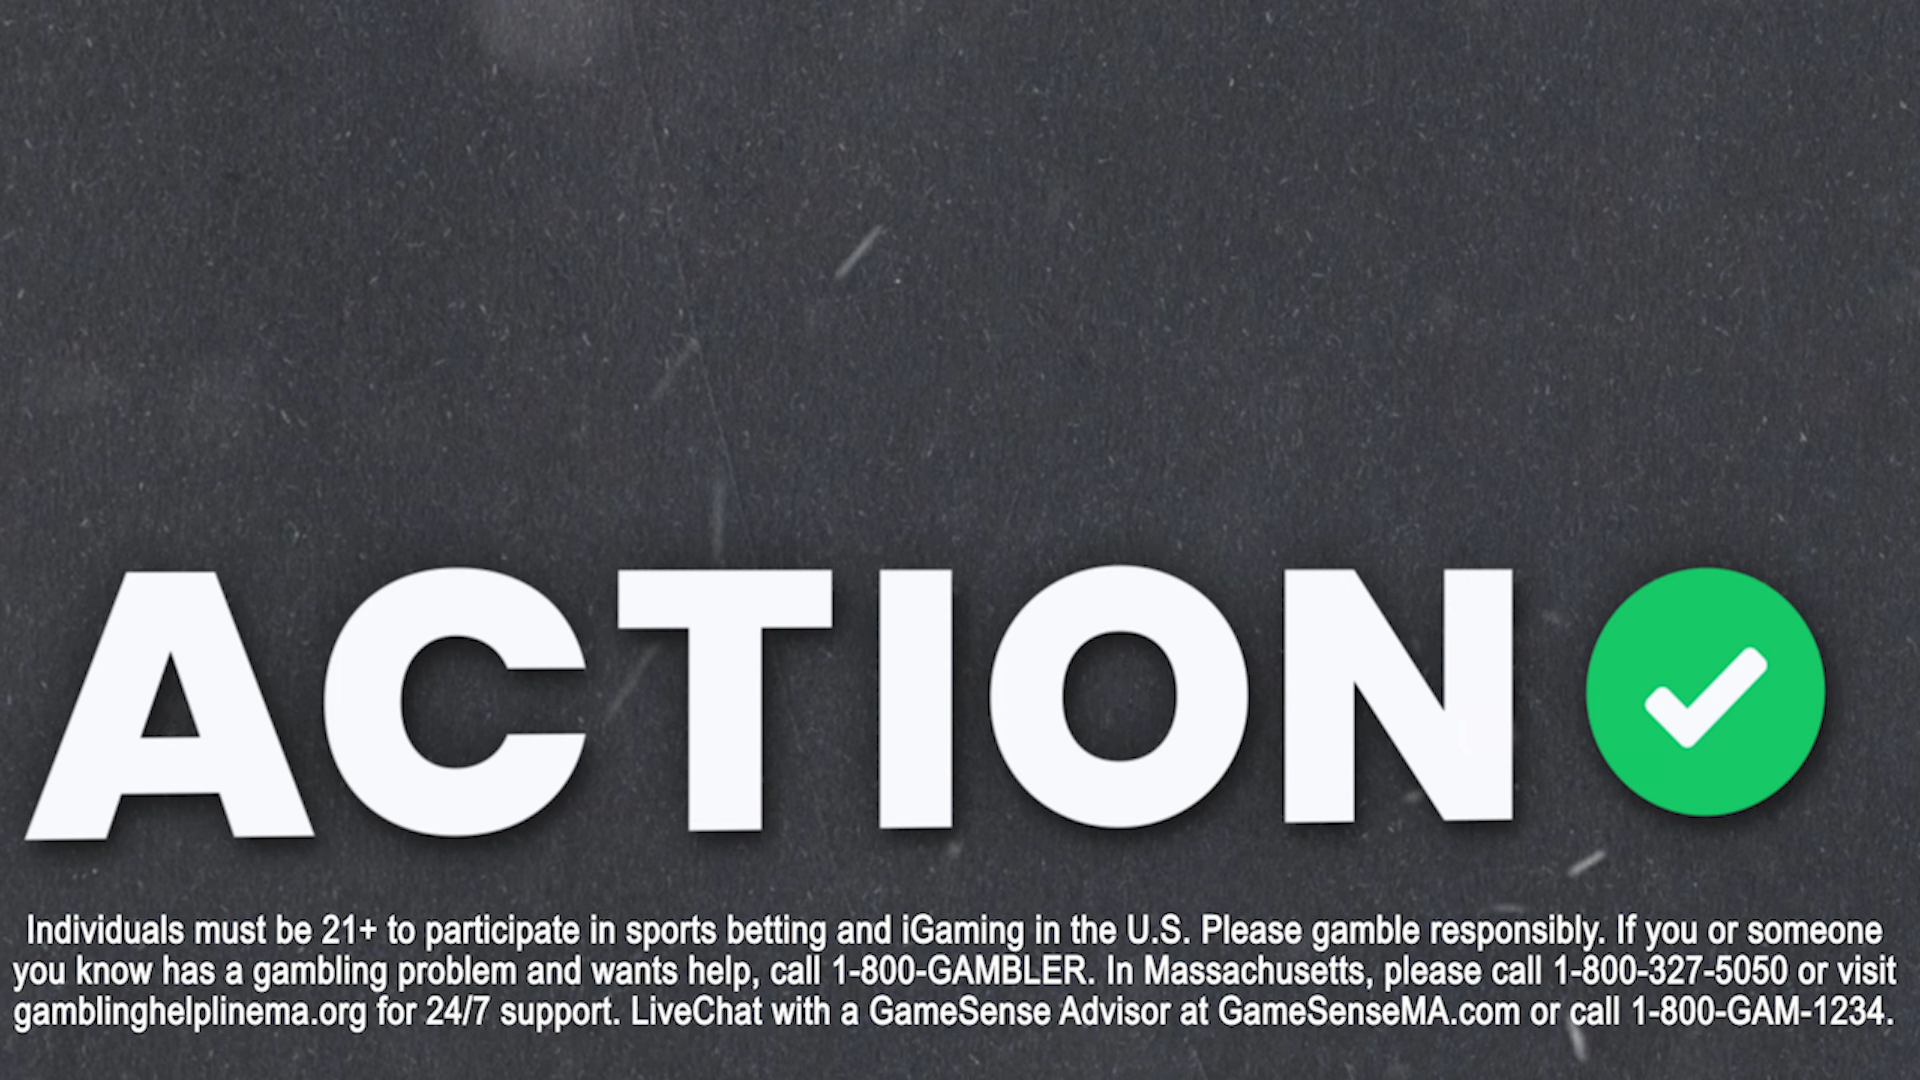 ACTION
Individuals must be 21+ to participate in sports betting and iGaming in the U.S. Please gamble responsibly. If you or someone
you know has a gambling problem and wants help, call 1-800-GAMBLER. In Massachusetts, please call 1-800-327-5050 or visit
gamblinghelplinema.org for 24/7 support. LiveChat with a GameSense Advisor at GameSenseMA.com or call 1-800-GAM-1234.